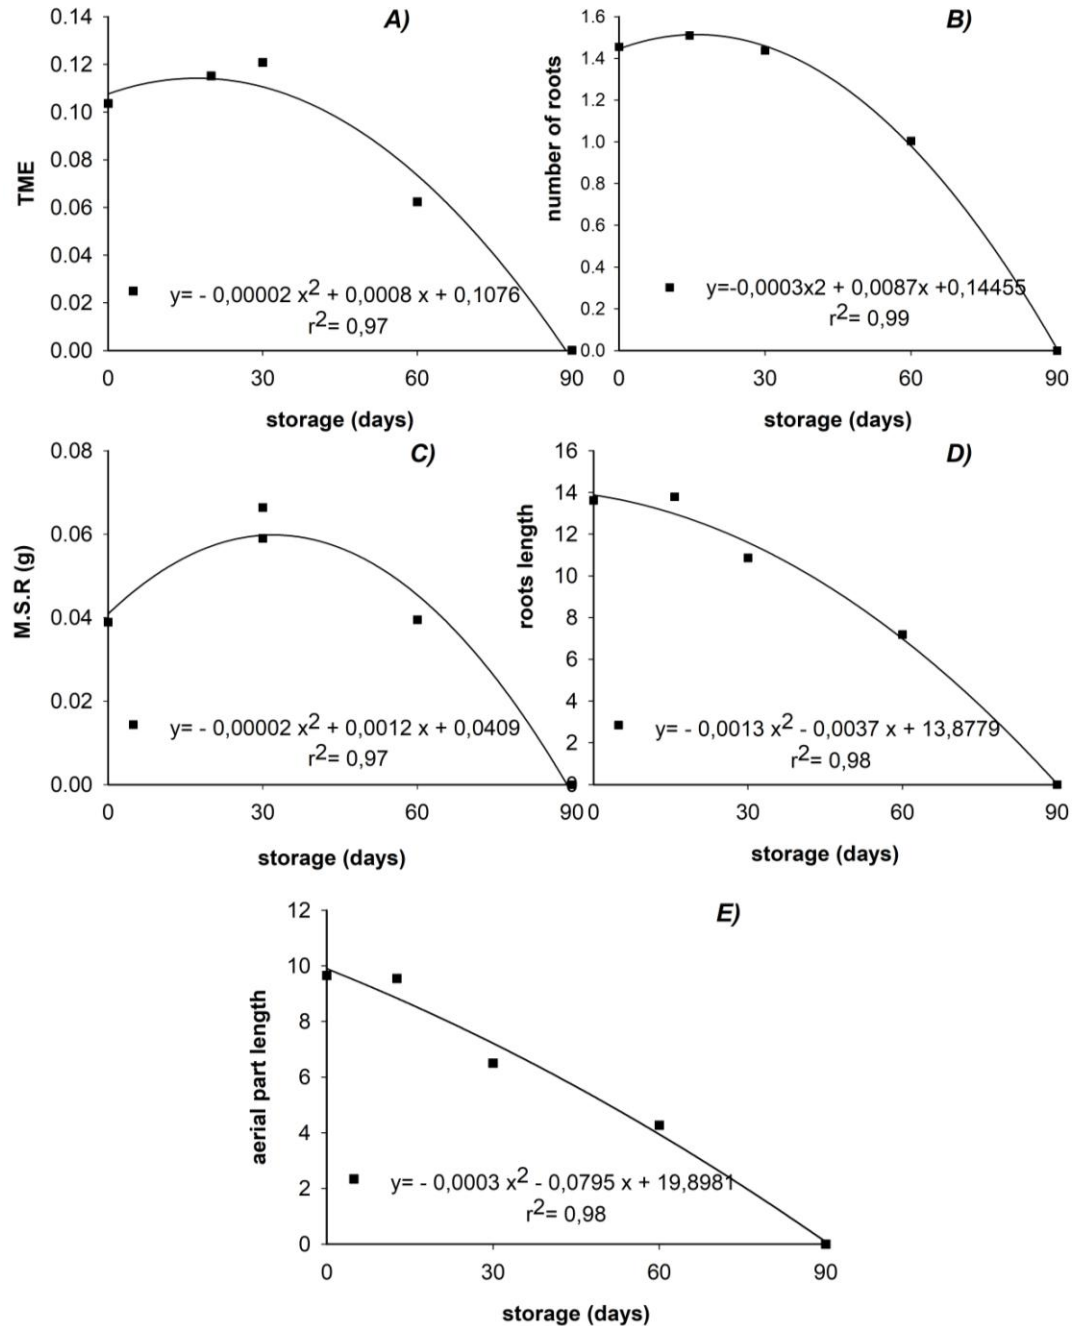 A)
0.14
0.12
0.10
0.08
0.06
0.04
0.02
0.00
TME
y= - 0,00002 x2 + 0,0008 x + 0,1076
r2= 0,97
0 30 60 90
storage (days)
B)
1.6
1.4
1.2
1.0
0.8
0.6
0.4
0.2
0.0
number of roots
y=-0,0003x2 + 0,0087x +0,14455
r2= 0,99
0 30 60 90
storage (days)
C)
0.08
0.06
0.04
0.02
0.00
M.S.R (g)
y= - 0,00002 x2 + 0,0012 x + 0,0409
r2= 0,97
0 30 60 90
storage (days)
D)
16
14
12
10
8
6
4
2
0
roots length
y= - 0,0013 x2 - 0,0037 x + 13,8779
r2= 0,98
0 30 60 90
storage (days)
E)
12
10
8
6
4
2
0
aerial part length
y= - 0,0003 x2 - 0,0795 x + 19,8981
r2= 0,98
0 30 60 90
storage (days)